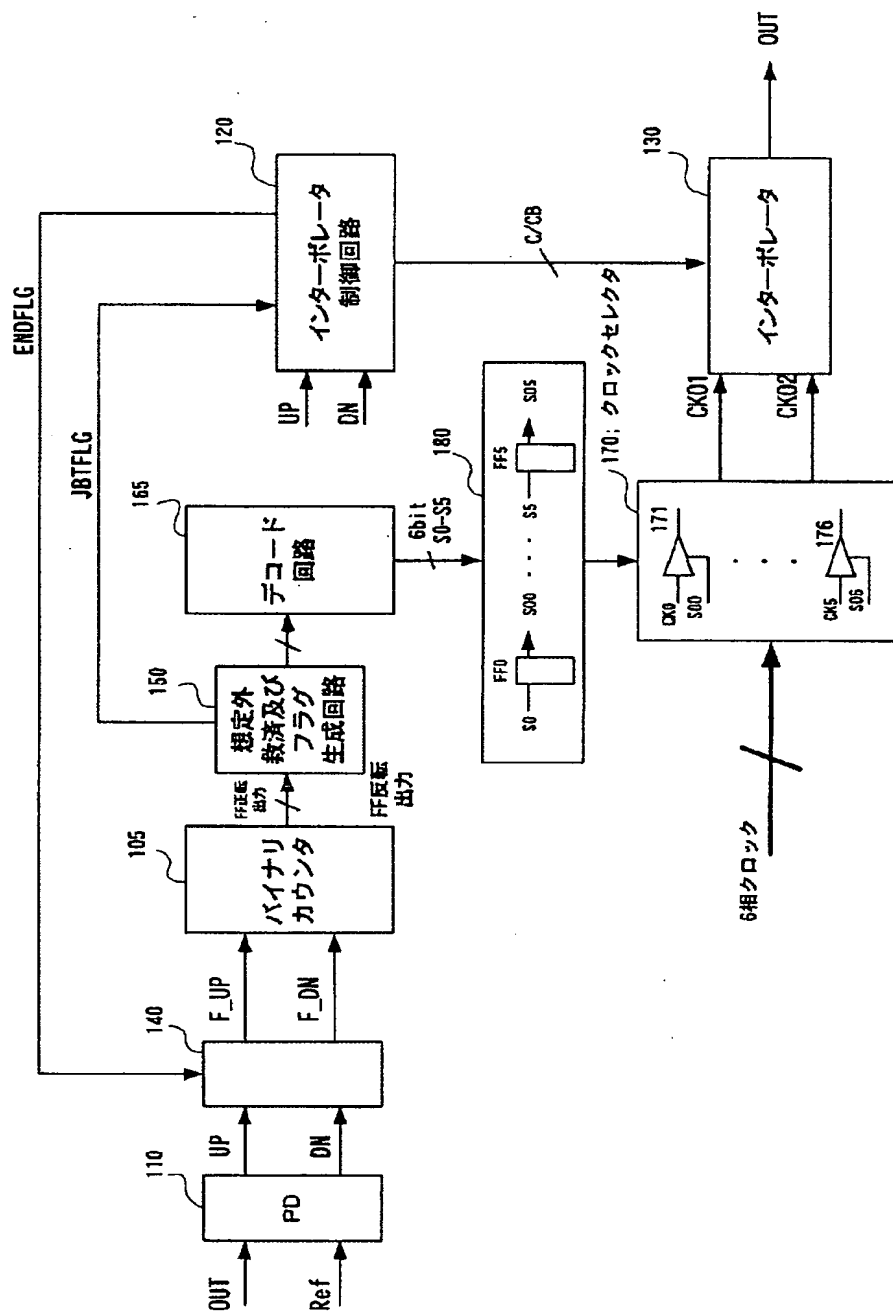 OUT
Ref
110
PD
UP
DN
140
F_UP
F_DN
105
バイナリ
カウンタ
FF正転
出力
FF反転
出力
150
想定外
救済及び
フラグ
生成回路
165
デコード
回路
JBTFLG
ENDFLG
120
インターポレータ
制御回路
UP
DN
6bit
S0-S5
180
FF0
S0
S00
· · ·
FF5
S5
S05
C/CB
170; クロックセレクタ
171
CK0
S00
· · · ·
176
CK5
S06
6相クロック
CK01
CK02
130
インターポレータ
OUT